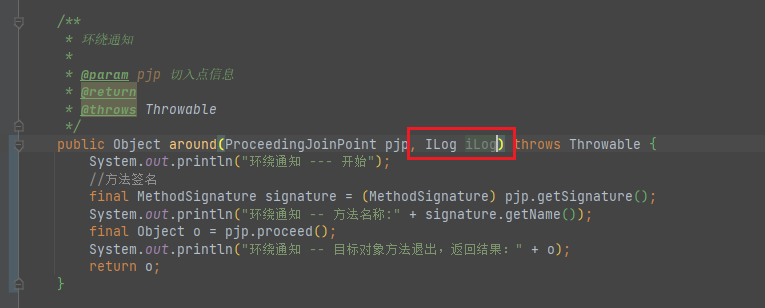 /**
 * 环绕通知
 *
 * @param pjp 切入点信息
 * @return
 * @throws Throwable
 */
public Object around(ProceedingJoinPoint pjp, ILog iLog) throws Throwable {
    System.out.println("环绕通知 --- 开始");
    //方法签名
    final MethodSignature signature = (MethodSignature) pjp.getSignature();
    System.out.println("环绕通知 -- 方法名称:" + signature.getName());
    final Object o = pjp.proceed();
    System.out.println("环绕通知 -- 目标对象方法退出，返回结果：" + o);
    return o;
}